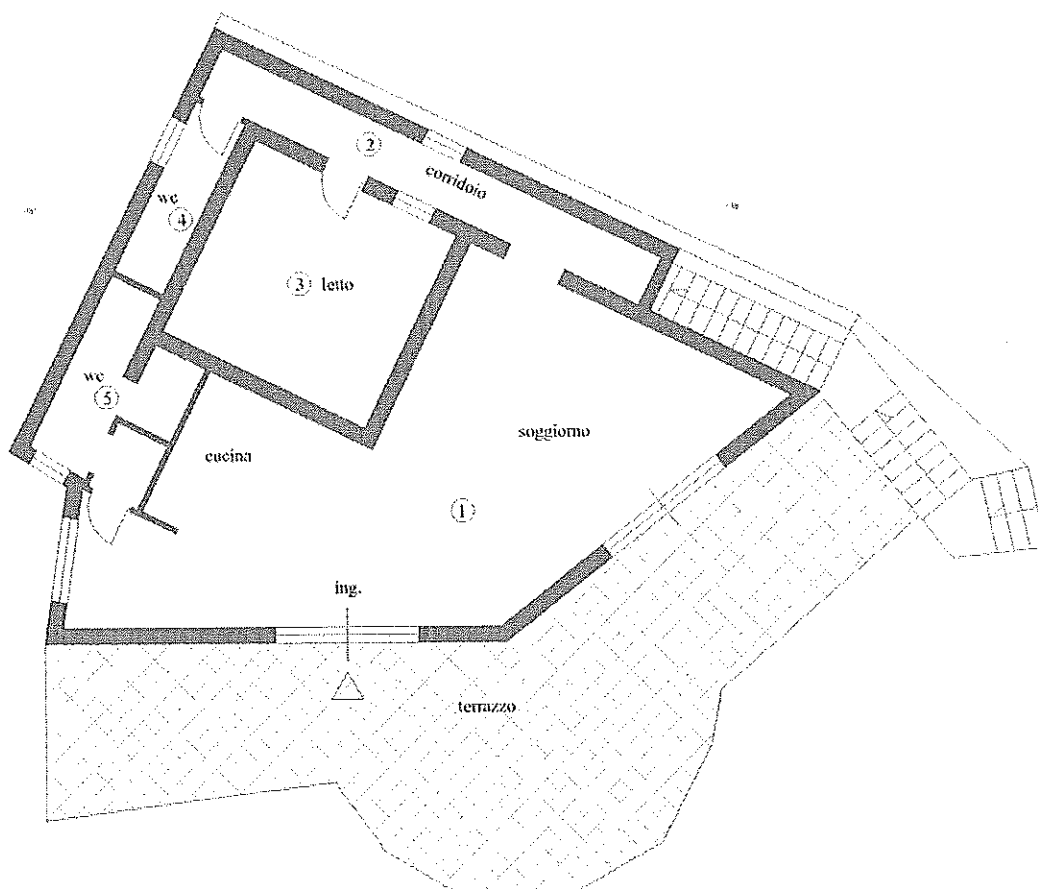 2
corridoio
wc
4
3 letto
wc
5
cucina
soggiorno
1
ing.
terrazzo